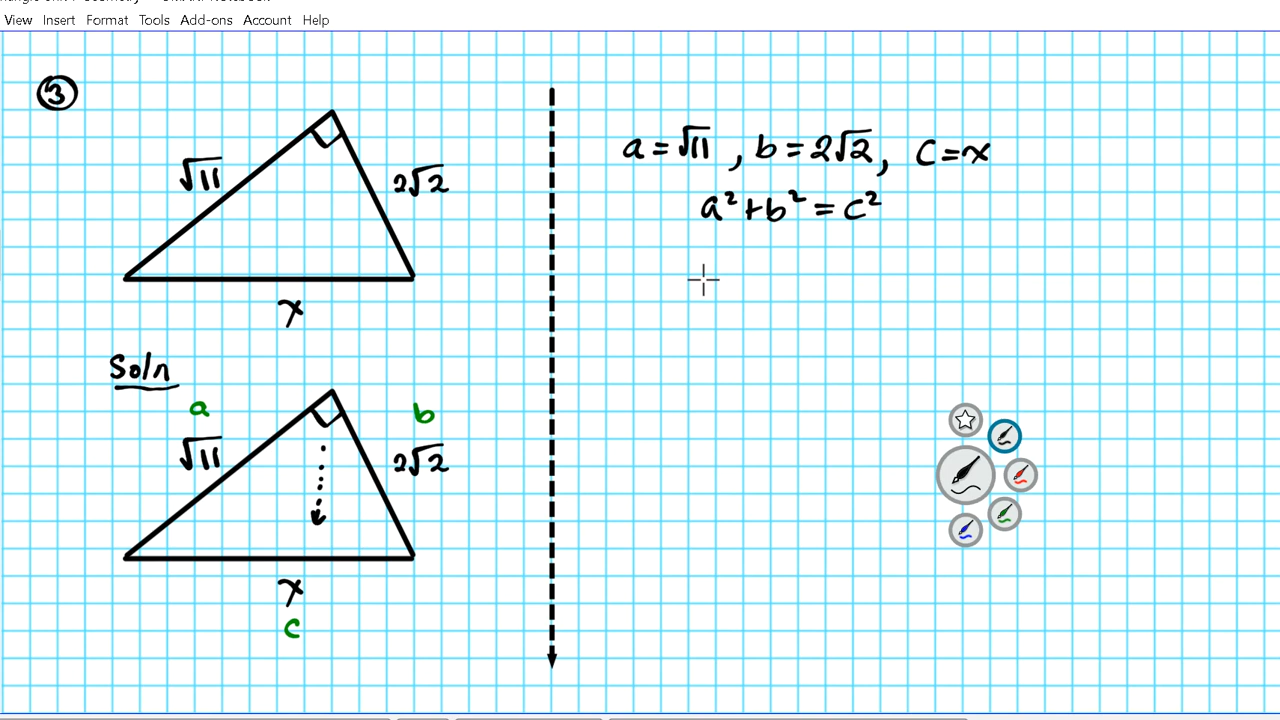 View Insert Format Tools Add-ons Account Help
3
√11
2√2
x
Soln
a
b
√11
2√2
x
c
a = √11 , b = 2√2, c = x
a² + b² = c²